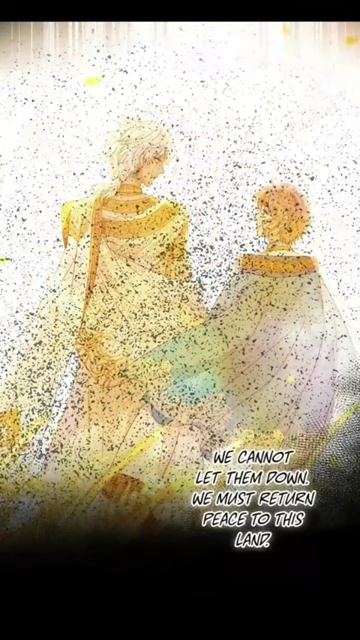 WE CANNOT
LET THEM DOWN.
WE MUST RETURN
PEACE TO THIS
LAND.